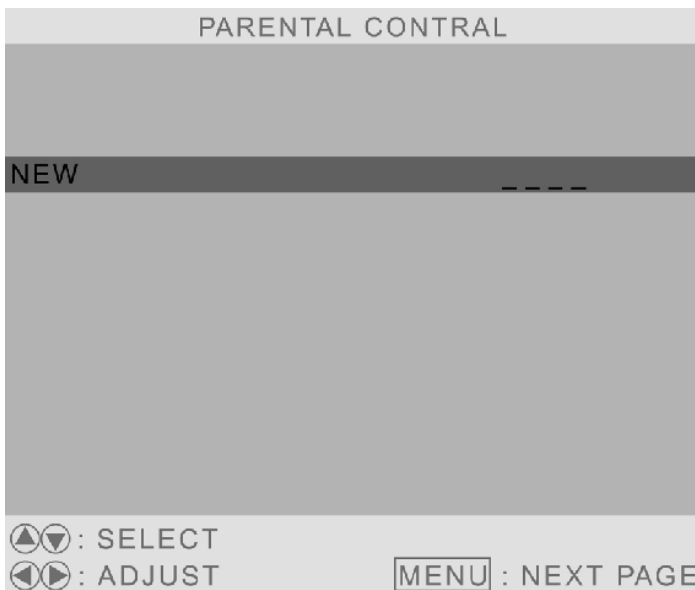 PARENTAL CONTRAL
NEW _ _ _ _
: SELECT
: ADJUST MENU : NEXT PAGE